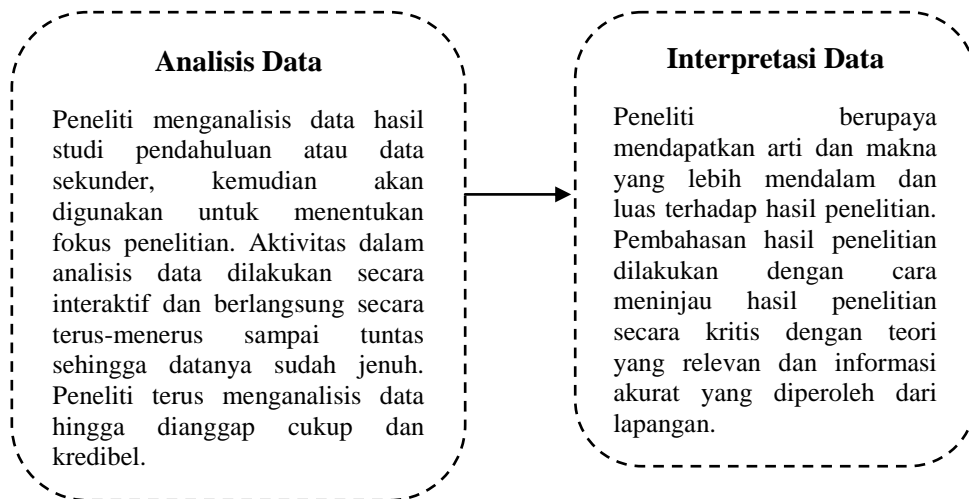 Analisis Data
Peneliti menganalisis data hasil
studi pendahuluan atau data
sekunder, kemudian akan
digunakan untuk menentukan
fokus penelitian. Aktivitas dalam
analisis data dilakukan secara
interaktif dan berlangsung secara
terus-menerus sampai tuntas
sehingga datanya sudah jenuh.
Peneliti terus menganalisis data
hingga dianggap cukup dan
kredibel.
Interpretasi Data
Peneliti berupaya
mendapatkan arti dan makna
yang lebih mendalam dan
luas terhadap hasil penelitian.
Pembahasan hasil penelitian
dilakukan dengan cara
meninjau hasil penelitian
secara kritis dengan teori
yang relevan dan informasi
akurat yang diperoleh dari
lapangan.